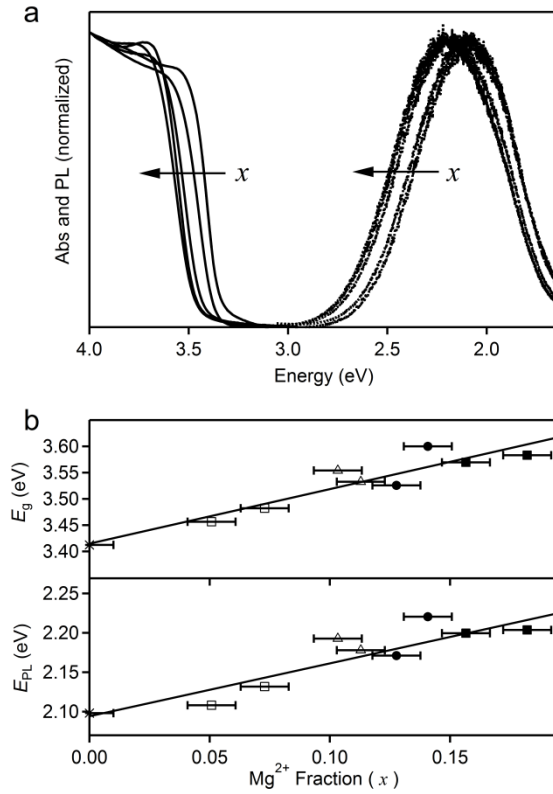 a
Abs and PL (normalized)
x
x
4.0 3.5 3.0 2.5 2.0
Energy (eV)
b
E_g (eV)
3.60
3.55
3.50
3.45
3.40
E_PL (eV)
2.25
2.20
2.15
2.10
0.00 0.05 0.10 0.15
Mg²⁺ Fraction ( x )